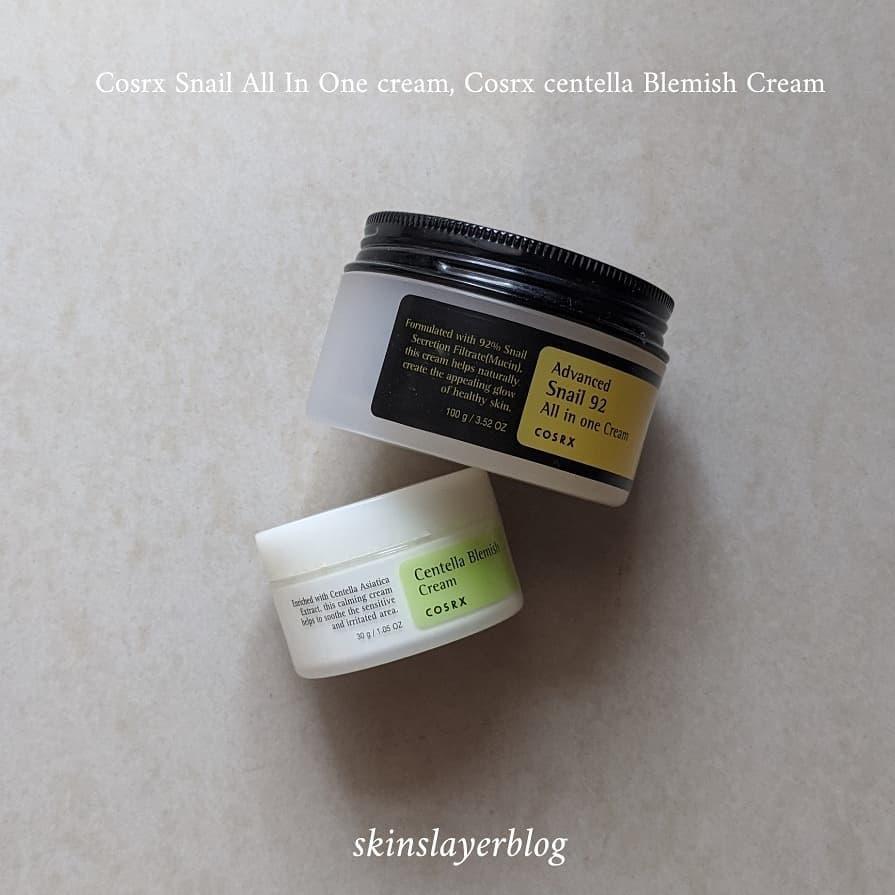 Cosrx Snail All In One cream, Cosrx centella Blemish Cream
Formulated with 92% Snail
Secretion Filtrate(Mucin),
this cream helps naturally
create the appealing glow
of healthy skin.
100 g / 3.52 OZ
Advanced
Snail 92
All in one Cream
COSRX
Enriched with Centella Asiatica
Extract, this calming cream
helps to soothe the sensitive
and irritated area.
30 g / 1.05 OZ
Centella Blemish
Cream
COSRX
skinslayerblog